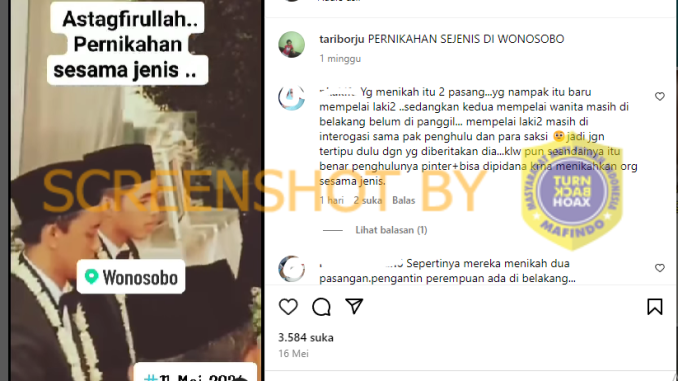 Astagfirullah..
Pernikahan
sesama jenis ..
Wonosobo
#11 Mei 202
tariborju PERNIKAHAN SEJENIS DI WONOSOBO
1 minggu
Yg menikah itu 2 pasang...yg nampak itu baru
mempelai laki2 ..sedangkan kedua mempelai wanita masih di
belakang belum di panggil... mempelai laki2 masih di
interogasi sama pak penghulu dan para saksi 😕 jadi jgn
tertipu dulu dgn yg diberitakan dia...klw pun seandainya itu
benar penghulunya pinter+bisa dipidana krna menikahkan org
sesama jenis.
1 hari 2 suka Balas
Lihat balasan (1)
Sepertinya mereka menikah dua
pasangan.pengantin perempuan ada di belakang...
3.584 suka
16 Mei
SCREENSHOT BY
MASYARAKAT ANTI FITNAH INDONESIA
TURN
BACK
HOAX
MAFINDO